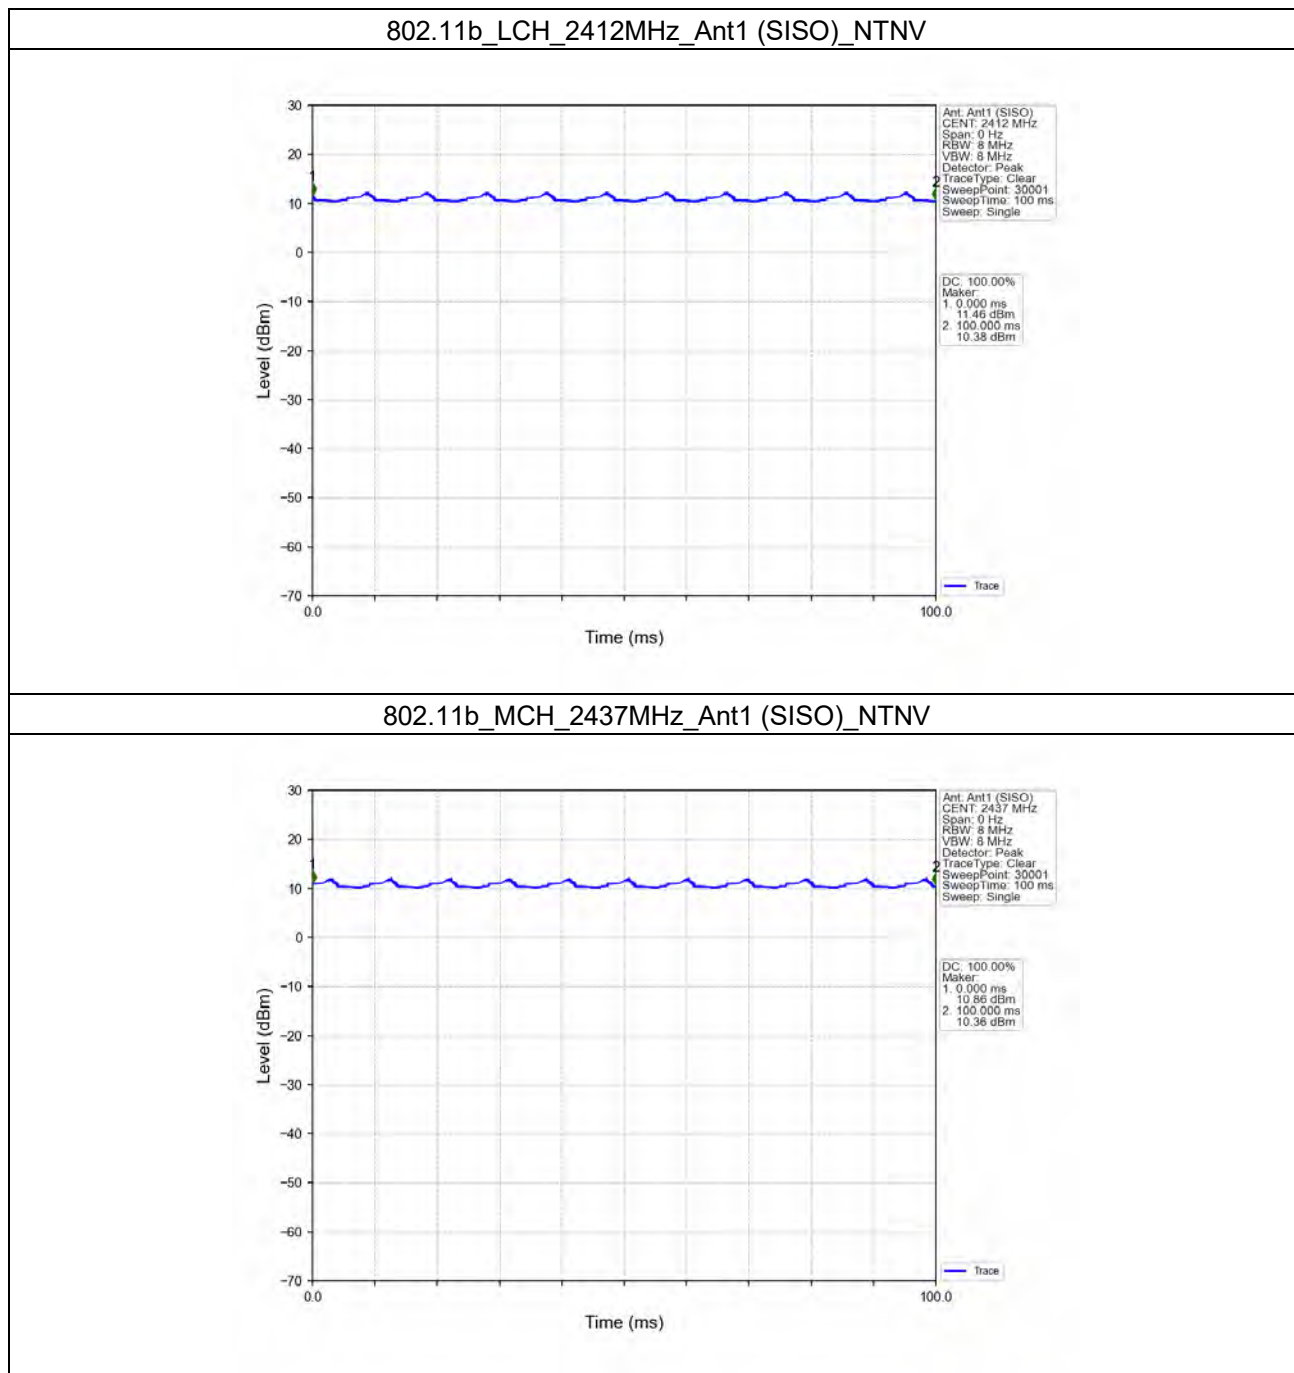 802.11b_LCH_2412MHz_Ant1 (SISO)_NTNV
30
20
10
0
−10
−20
−30
−40
−50
−60
−70
Level (dBm)
1
2
0.0
100.0
Time (ms)
Ant: Ant1 (SISO)
CENT: 2412 MHz
Span: 0 Hz
RBW: 8 MHz
VBW: 8 MHz
Detector: Peak
TraceType: Clear
SweepPoint: 30001
SweepTime: 100 ms
Sweep: Single
DC: 100.00%
Maker:
1. 0.000 ms
11.46 dBm
2. 100.000 ms
10.38 dBm
Trace
802.11b_MCH_2437MHz_Ant1 (SISO)_NTNV
30
20
10
0
−10
−20
−30
−40
−50
−60
−70
Level (dBm)
1
2
0.0
100.0
Time (ms)
Ant: Ant1 (SISO)
CENT: 2437 MHz
Span: 0 Hz
RBW: 8 MHz
VBW: 8 MHz
Detector: Peak
TraceType: Clear
SweepPoint: 30001
SweepTime: 100 ms
Sweep: Single
DC: 100.00%
Maker:
1. 0.000 ms
10.86 dBm
2. 100.000 ms
10.36 dBm
Trace